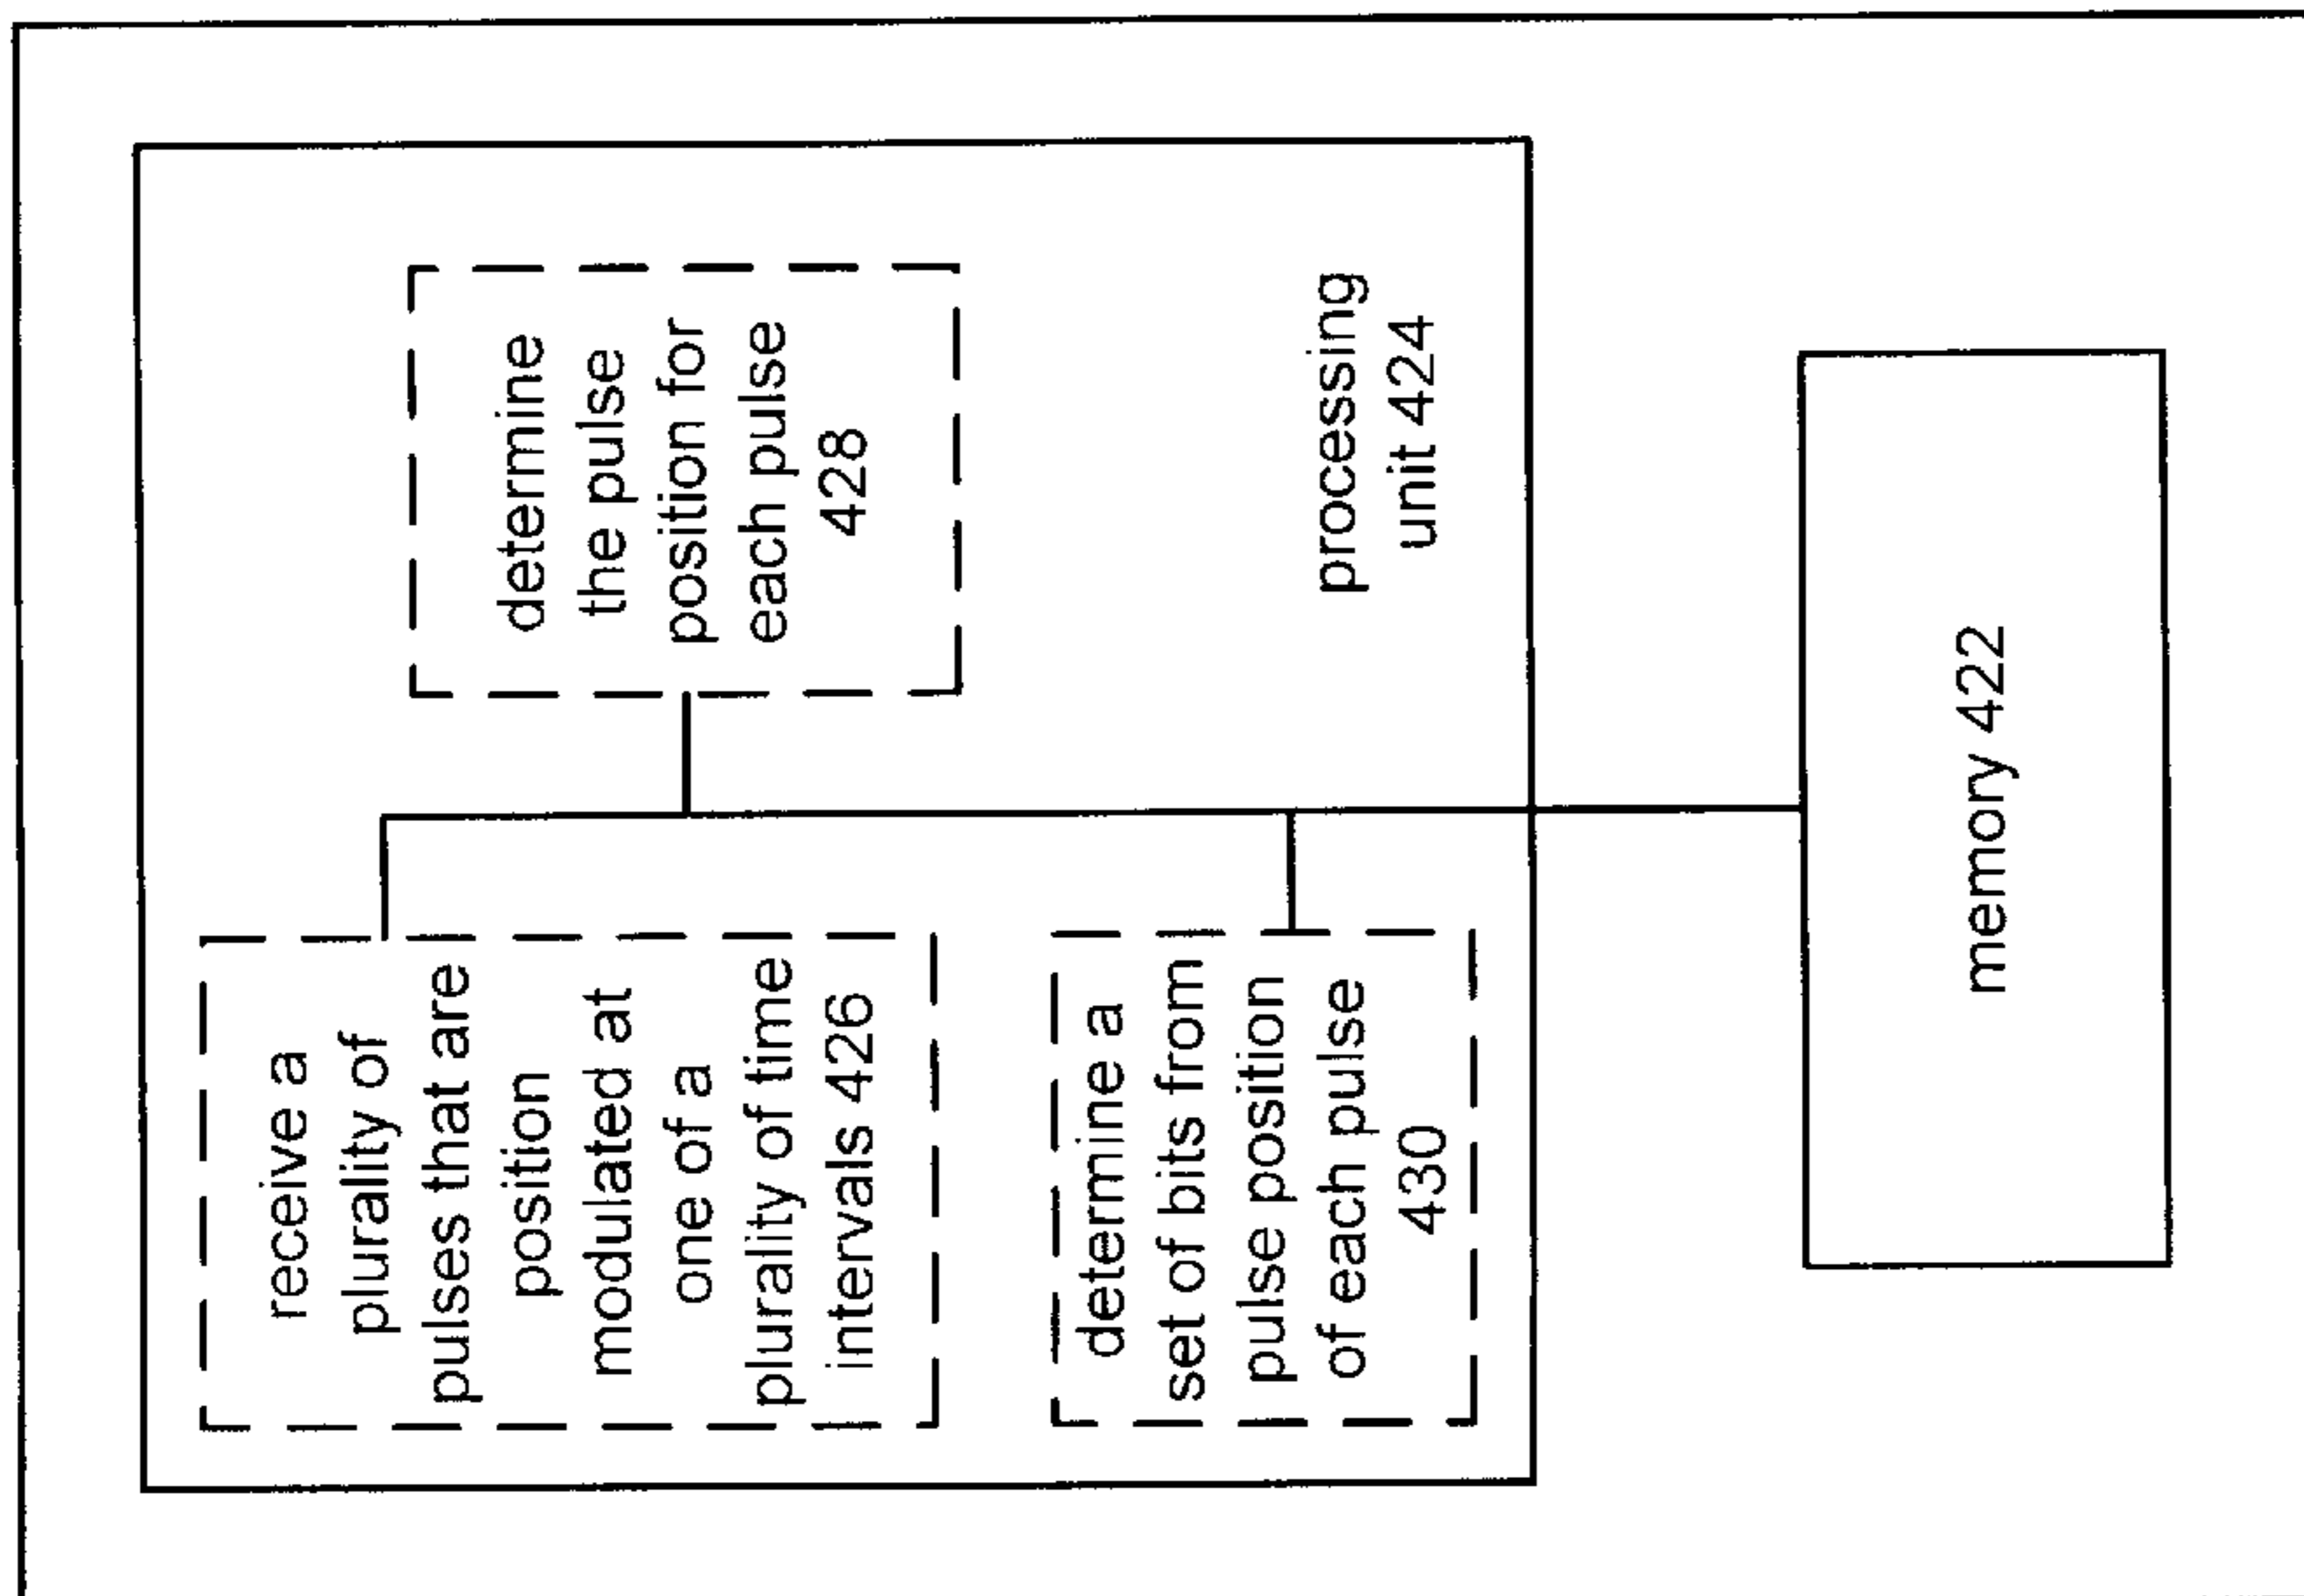 receive a
plurality of
pulses that are
position
modulated at
one of a
plurality of time
intervals 426
determine
the pulse
position for
each pulse
428
determine a
set of bits from
pulse position
of each pulse
430
processing
unit 424
memory 422